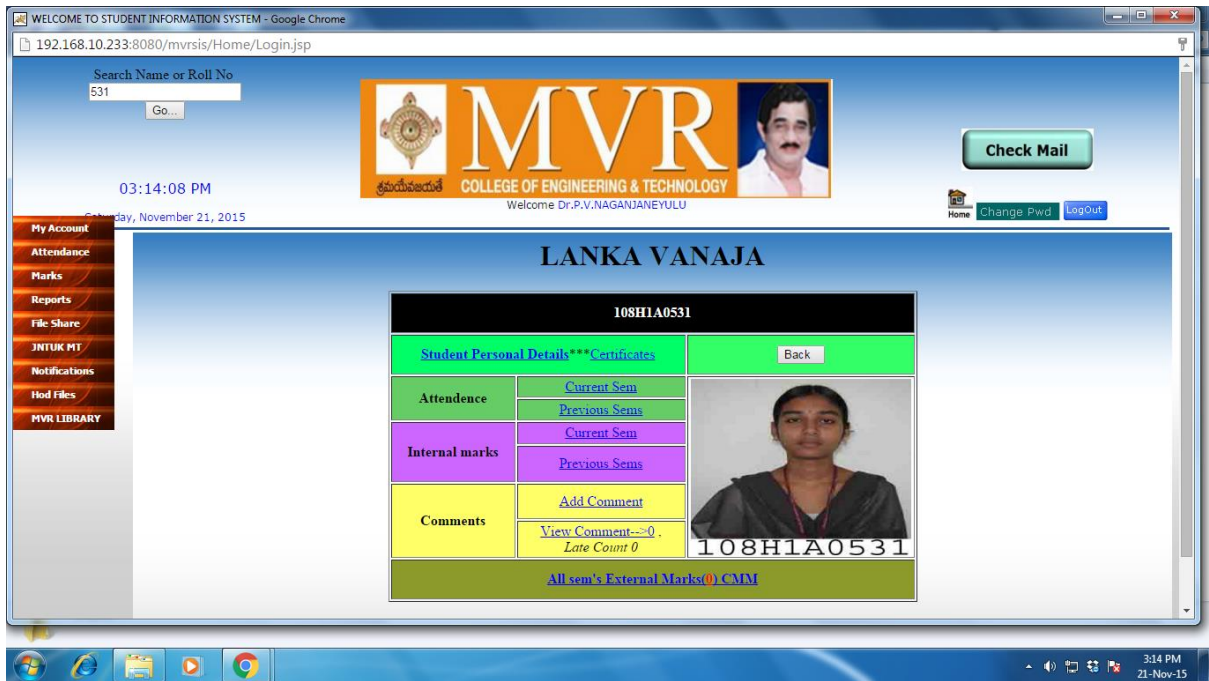 WELCOME TO STUDENT INFORMATION SYSTEM - Google Chrome
192.168.10.233:8080/mvrsis/Home/Login.jsp
Search Name or Roll No
531
Go...
03:14:08 PM
Saturday, November 21, 2015
MVR
శ్రమయేవజయతే
COLLEGE OF ENGINEERING & TECHNOLOGY
Welcome Dr.P.V.NAGANJANEYULU
Check Mail
Home
Change Pwd
LogOut
My Account
Attendance
Marks
Reports
File Share
JNTUK MT
Notifications
Hod Files
MVR LIBRARY
LANKA VANAJA
108H1A0531
Student Personal Details***Certificates
Back
Attendence
Current Sem
Previous Sems
Internal marks
Current Sem
Previous Sems
Comments
Add Comment
View Comment-->0 ,
Late Count 0
108H1A0531
All sem's External Marks(0) CMM
3:14 PM
21-Nov-15